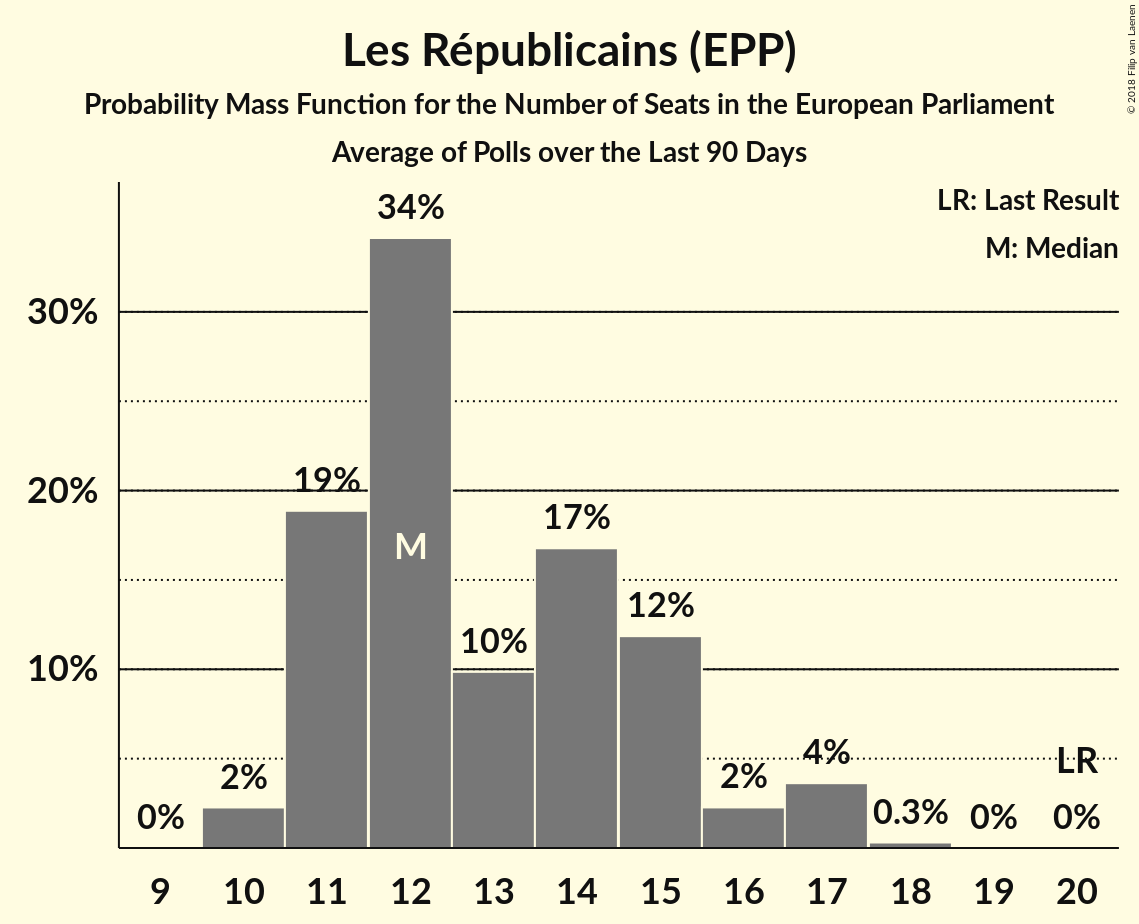 Les Républicains (EPP)
Probability Mass Function for the Number of Seats in the European Parliament
Average of Polls over the Last 90 Days
© 2018 Filip van Laenen
LR: Last Result
M: Median
34%
30%
19%
20%
17%
M
12%
10%
10%
4%
LR
2%
2%
0%
0.3%
0%
0%
9 10 11 12 13 14 15 16 17 18 19 20